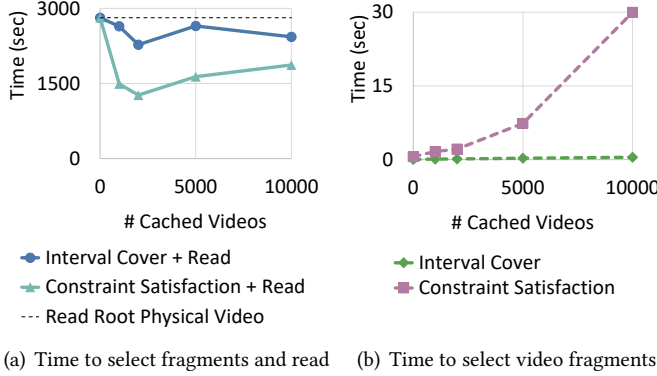 3000
1500
0
Time (sec)
0
5000
10000
# Cached Videos
Interval Cover + Read
Constraint Satisfaction + Read
Read Root Physical Video
(a) Time to select fragments and read
30
15
0
Time (sec)
0
5000
10000
# Cached Videos
Interval Cover
Constraint Satisfaction
(b) Time to select video fragments